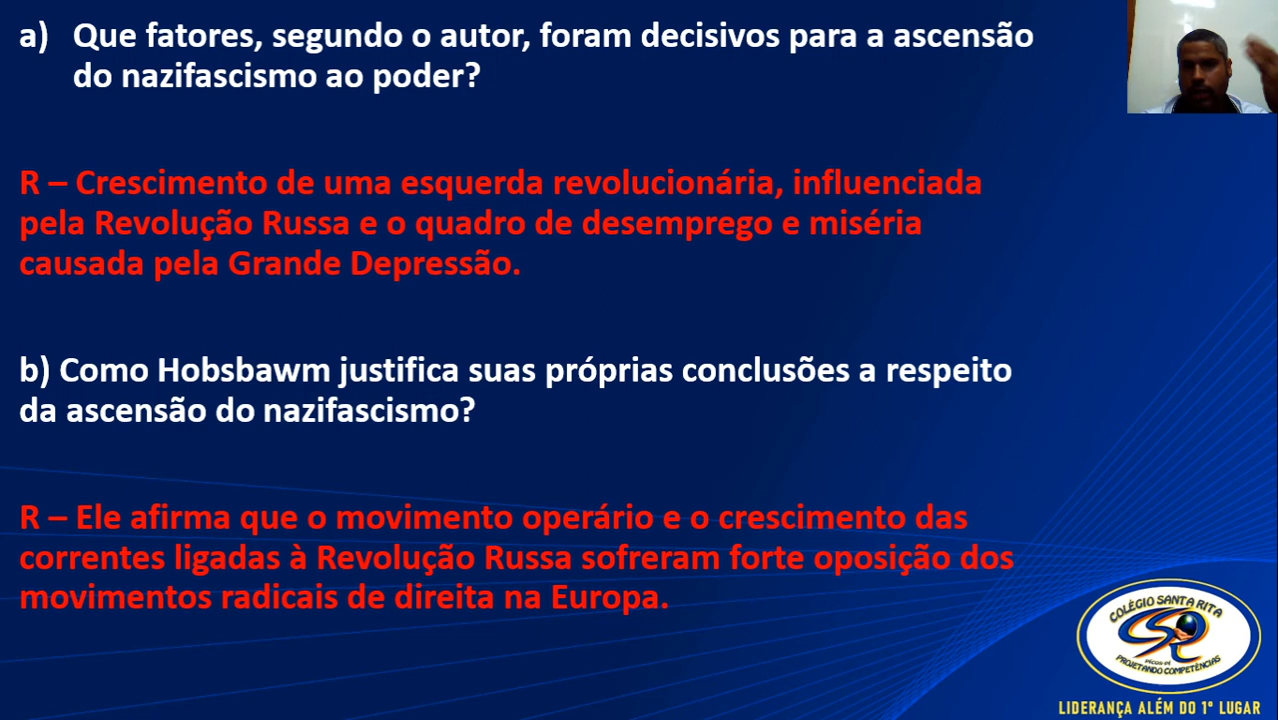 a) Que fatores, segundo o autor, foram decisivos para a ascensão
do nazifascismo ao poder?
R – Crescimento de uma esquerda revolucionária, influenciada
pela Revolução Russa e o quadro de desemprego e miséria
causada pela Grande Depressão.
b) Como Hobsbawm justifica suas próprias conclusões a respeito
da ascensão do nazifascismo?
R – Ele afirma que o movimento operário e o crescimento das
correntes ligadas à Revolução Russa sofreram forte oposição dos
movimentos radicais de direita na Europa.
COLÉGIO SANTA RITA
PICOS-PI
PROJETANDO COMPETÊNCIAS
LIDERANÇA ALÉM DO 1º LUGAR